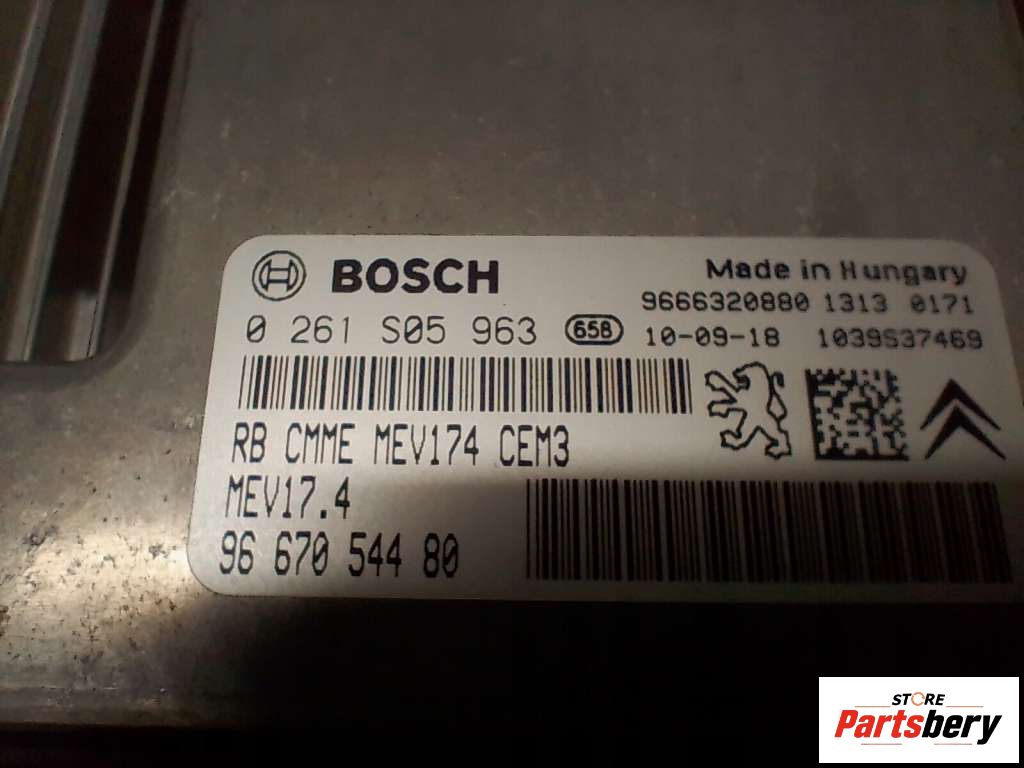 BOSCH
Made in Hungary
9666320880 1313 0171
0 261 S05 963 658 10-09-18 1039S37469
RB CMME MEV174 CEM3
MEV17.4
96 670 544 80
STORE
Partsbery